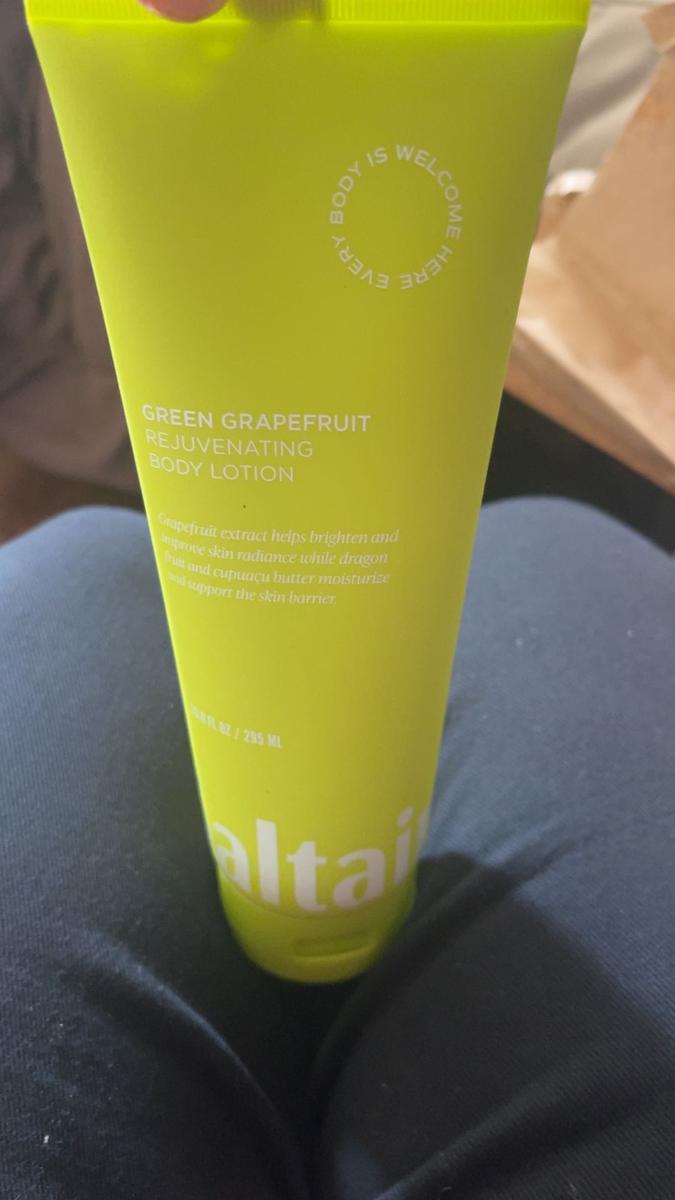 EVERY BODY IS WELCOME HERE
GREEN GRAPEFRUIT
REJUVENATING
BODY LOTION
Grapefruit extract helps brighten and
improve skin radiance while dragon
fruit and cupuaçu butter moisturize
and support the skin barrier.
FL OZ / 295 ML
altai